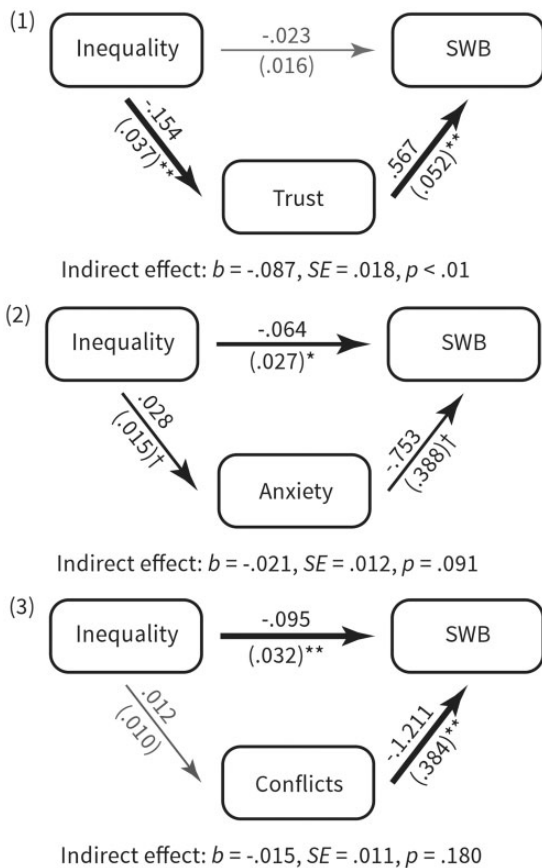 (1)
Inequality
-.023
(.016)
SWB
-.154
(.037)**
.567
(.052)**
Trust
Indirect effect: b = -.087, SE = .018, p < .01
(2)
Inequality
-.064
(.027)*
SWB
.028
(.015)†
-.753
(.388)†
Anxiety
Indirect effect: b = -.021, SE = .012, p = .091
(3)
Inequality
-.095
(.032)**
SWB
.012
(.010)
-.1.211
(.384)**
Conflicts
Indirect effect: b = -.015, SE = .011, p = .180